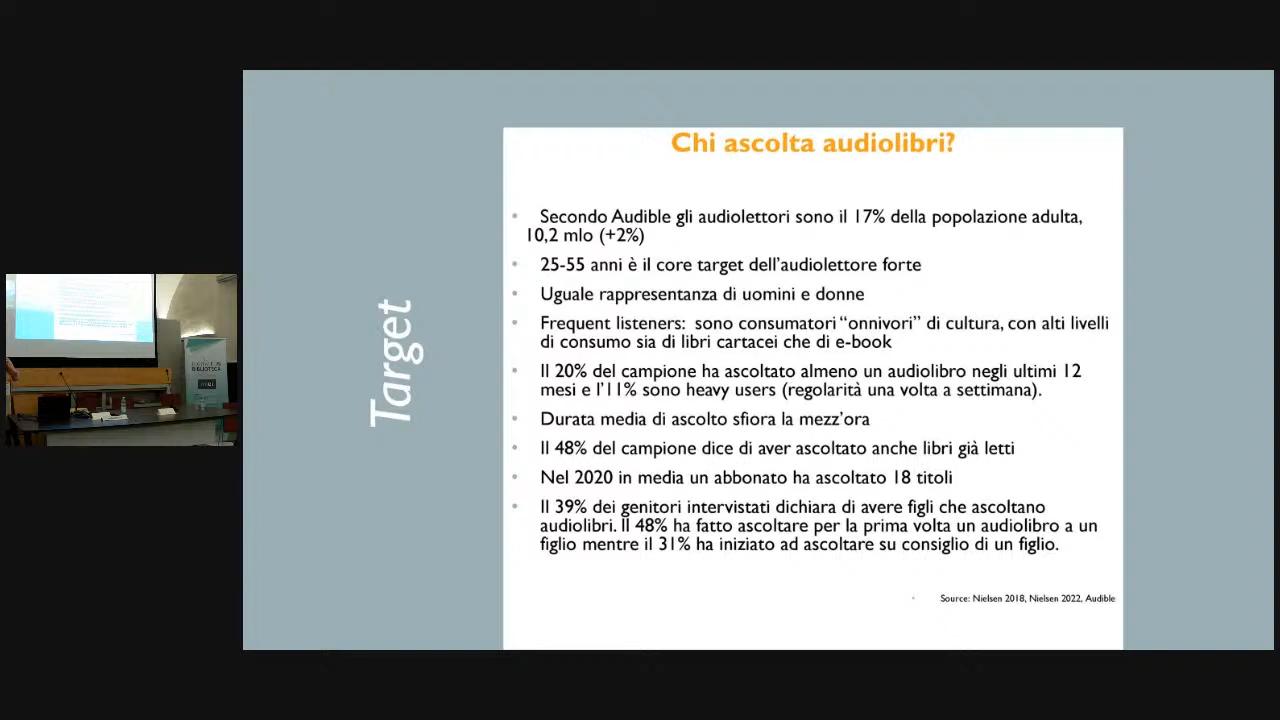 Chi ascolta audiolibri?
Target
• Secondo Audible gli audiolettori sono il 17% della popolazione adulta,
10,2 mlo (+2%)
• 25-55 anni è il core target dell'audiolettore forte
• Uguale rappresentanza di uomini e donne
• Frequent listeners: sono consumatori “onnivori” di cultura, con alti livelli
di consumo sia di libri cartacei che di e-book
• Il 20% del campione ha ascoltato almeno un audiolibro negli ultimi 12
mesi e l'11% sono heavy users (regolarità una volta a settimana).
• Durata media di ascolto sfiora la mezz'ora
• Il 48% del campione dice di aver ascoltato anche libri già letti
• Nel 2020 in media un abbonato ha ascoltato 18 titoli
• Il 39% dei genitori intervistati dichiara di avere figli che ascoltano
audiolibri. Il 48% ha fatto ascoltare per la prima volta un audiolibro a un
figlio mentre il 31% ha iniziato ad ascoltare su consiglio di un figlio.
• Source: Nielsen 2018, Nielsen 2022, Audible
BIBLIOTECA